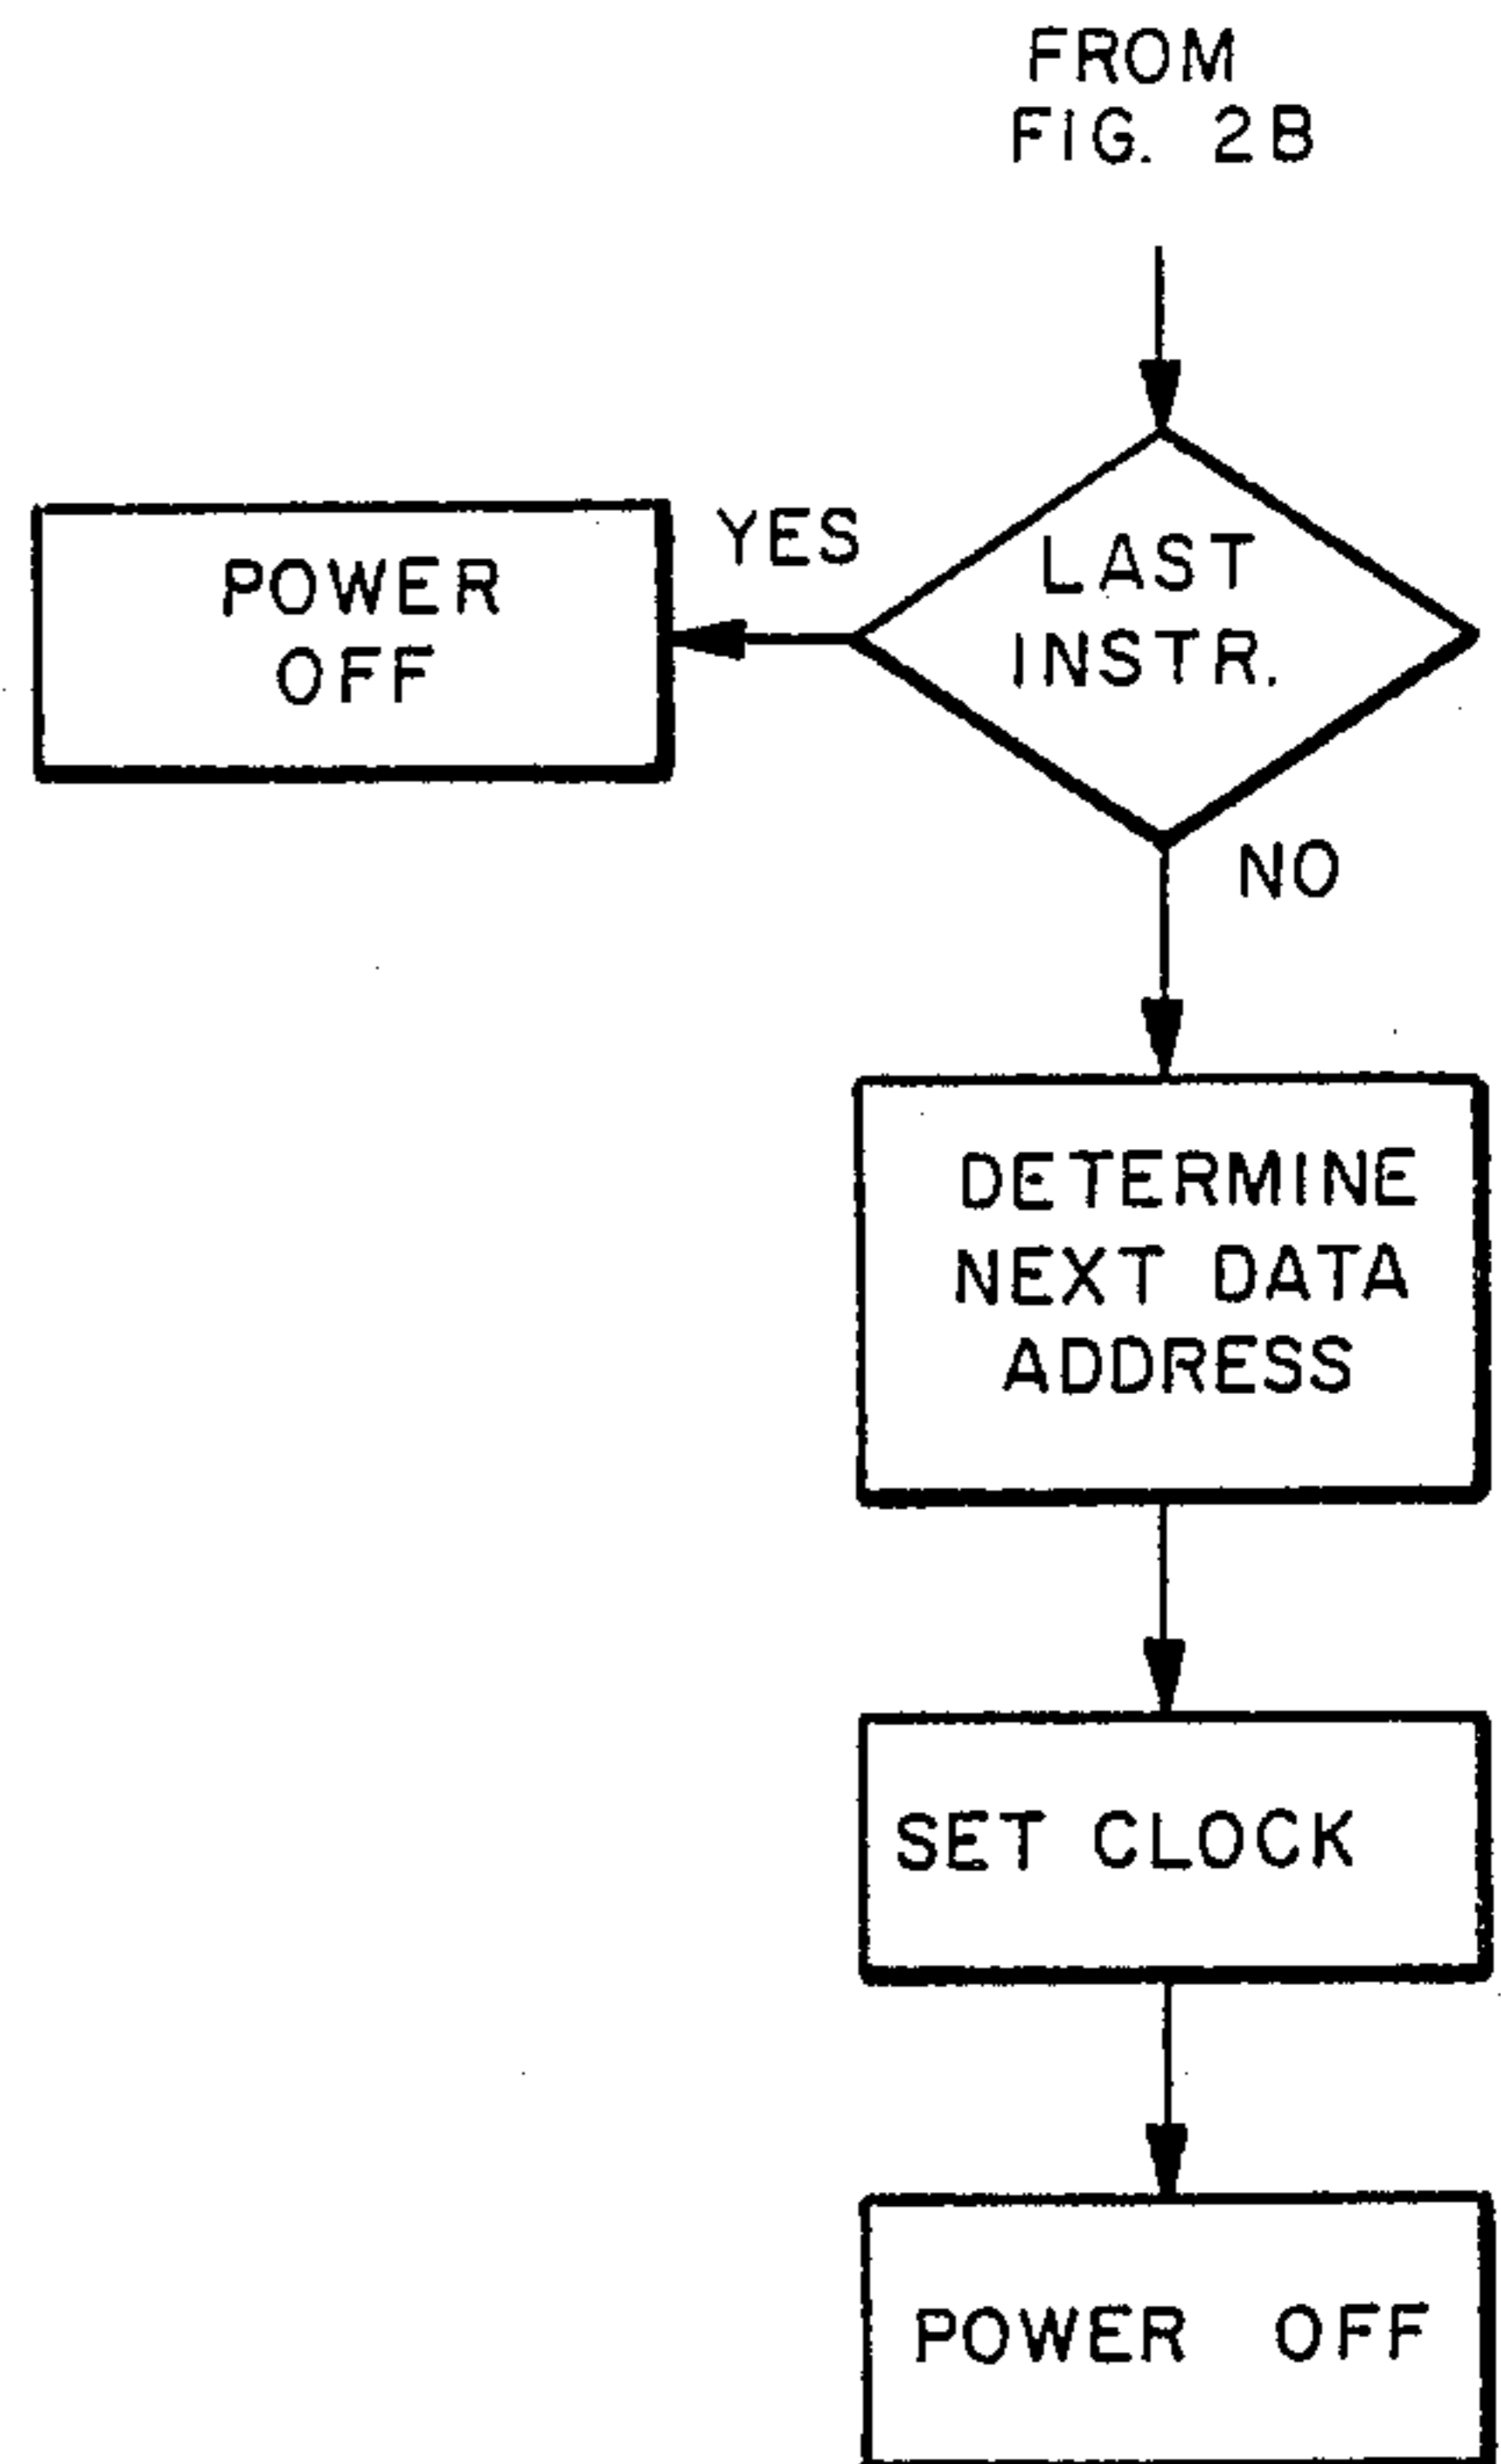 FROM
FIG. 2B
YES
POWER
OFF
LAST
INSTR.
NO
DETERMINE
NEXT DATA
ADDRESS
SET CLOCK
POWER OFF